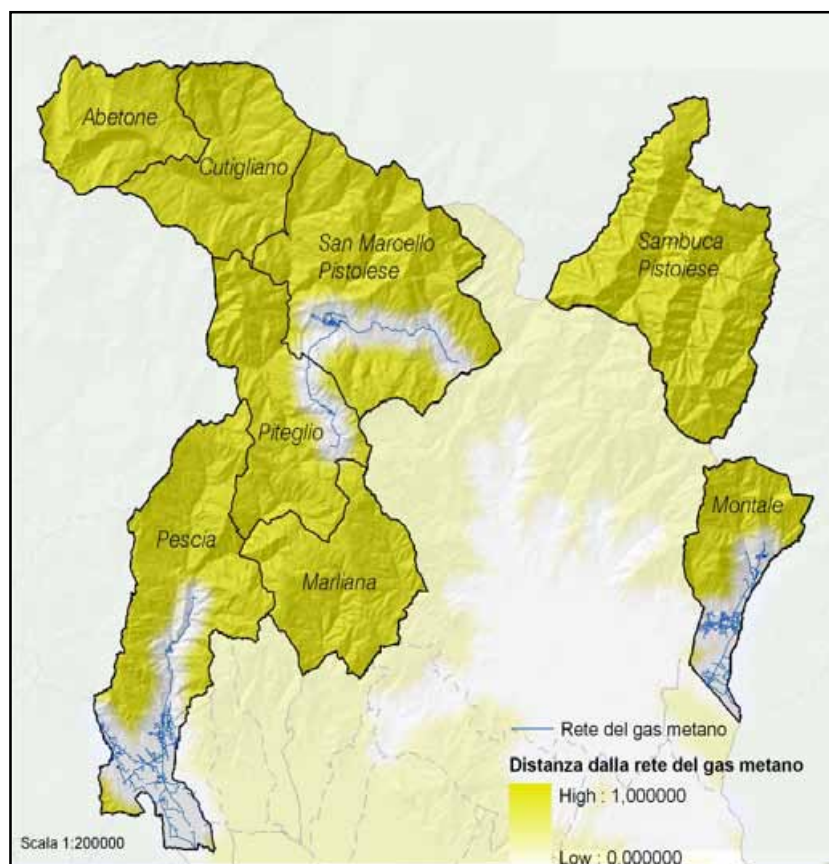 Abetone
Cutigliano
San Marcello
Pistoiese
Sambuca
Pistoiese
Piteglio
Montale
Pescia
Marliana
Rete del gas metano
Distanza dalla rete del gas metano
High : 1,000000
Low : 0,000000
Scala 1:200000